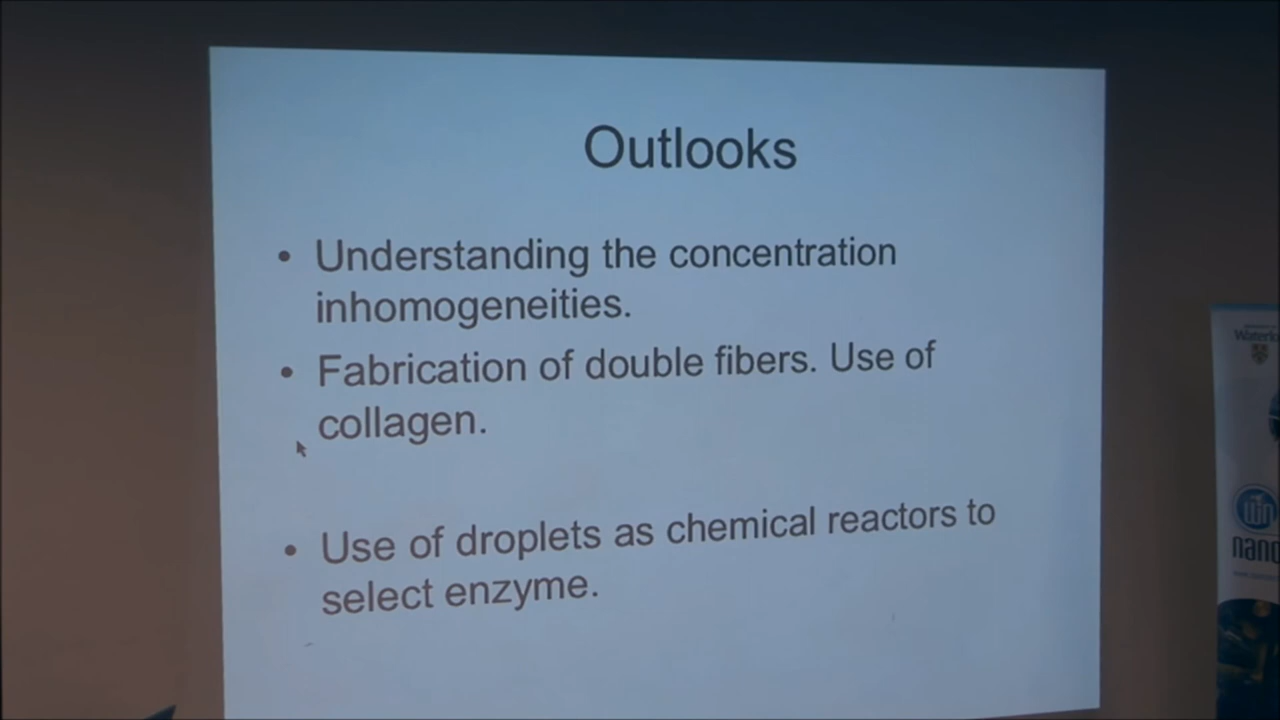 Outlooks
• Understanding the concentration
inhomogeneities.
• Fabrication of double fibers. Use of
collagen.
• Use of droplets as chemical reactors to
select enzyme.
win